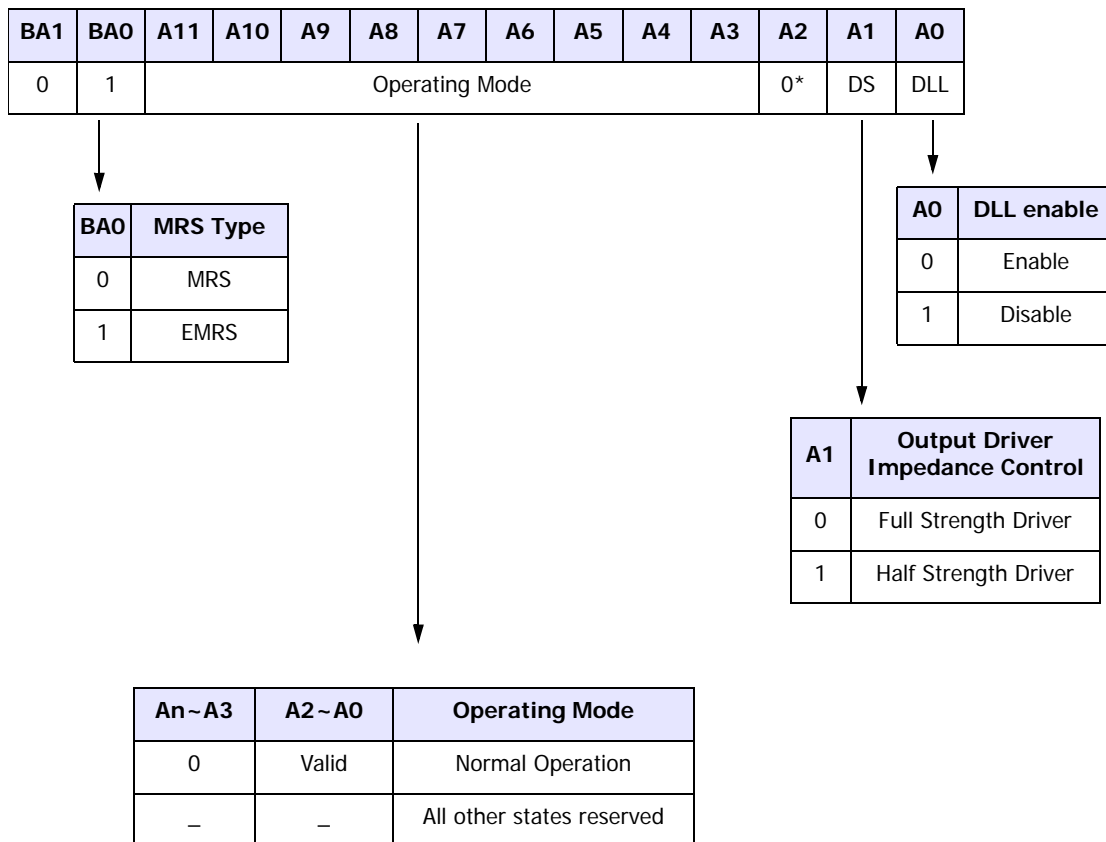 BA1 BA0 A11 A10 A9 A8 A7 A6 A5 A4 A3 A2 A1 A0
0 1 Operating Mode 0* DS DLL
BA0 MRS Type
0 MRS
1 EMRS
A0 DLL enable
0 Enable
1 Disable
A1 Output Driver
Impedance Control
0 Full Strength Driver
1 Half Strength Driver
An~A3 A2~A0 Operating Mode
0 Valid Normal Operation
_ _ All other states reserved